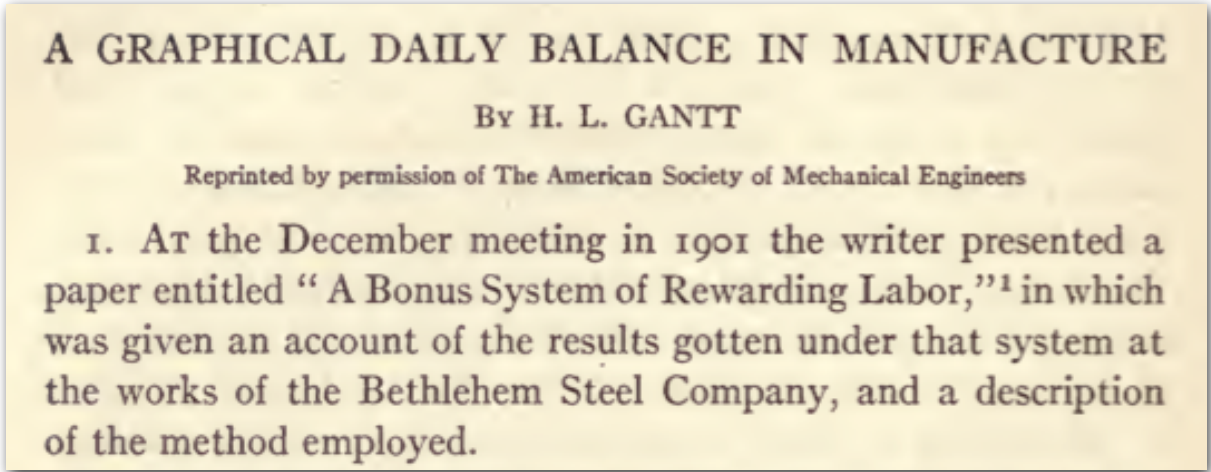 A GRAPHICAL DAILY BALANCE IN MANUFACTURE
By H. L. GANTT
Reprinted by permission of The American Society of Mechanical Engineers
1. At the December meeting in 1901 the writer presented a
paper entitled “ A Bonus System of Rewarding Labor,”¹ in which
was given an account of the results gotten under that system at
the works of the Bethlehem Steel Company, and a description
of the method employed.